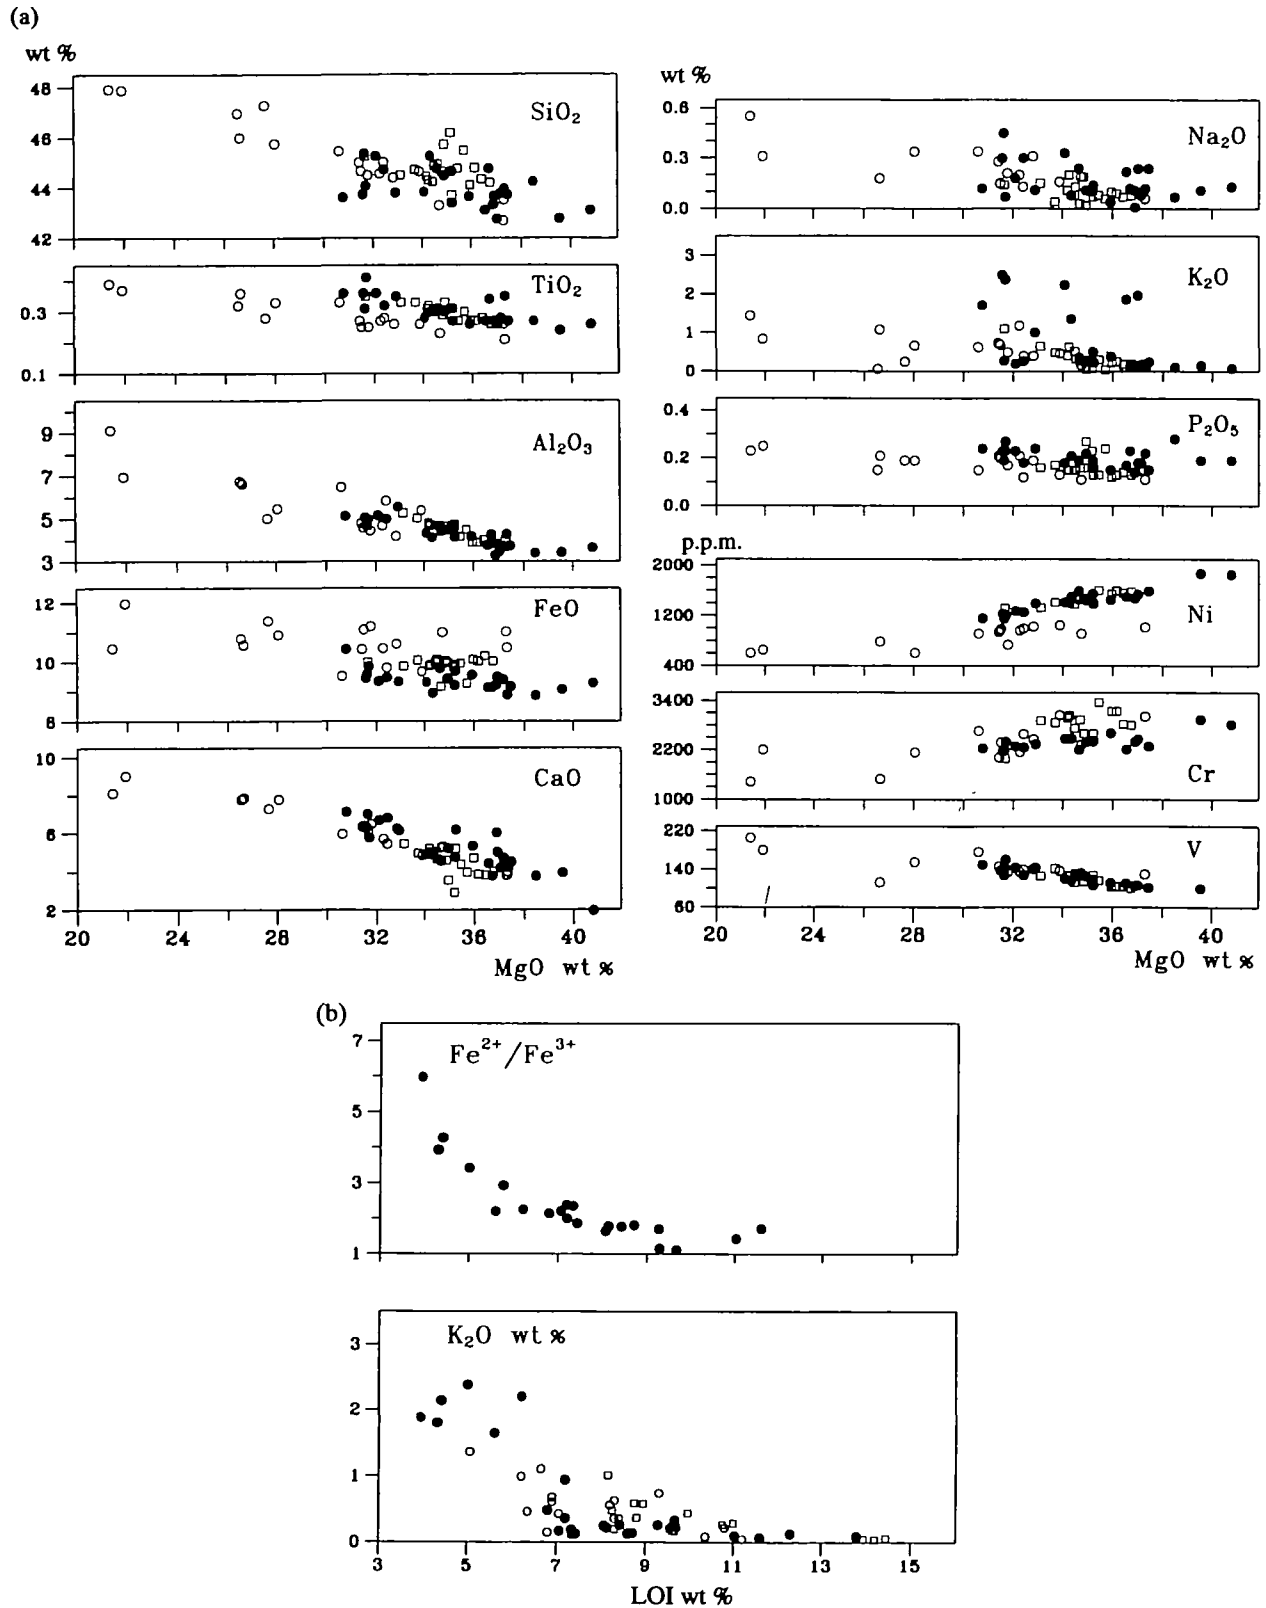 (a)
wt %
48
46
44
42
SiO2
0.3
0.1
TiO2
9
7
5
3
Al2O3
12
10
8
FeO
10
6
2
CaO
20 24 28 32 36 40
MgO wt %
wt %
0.6
0.3
0.0
Na2O
3
2
1
0
K2O
0.4
0.2
0.0
P2O5
p.p.m.
2000
1200
400
Ni
3400
2200
1000
Cr
220
140
60
V
20 24 28 32 36 40
MgO wt %
(b)
7
5
3
1
Fe2+/Fe3+
3
2
1
0
K2O wt %
3 5 7 9 11 13 15
LOI wt %